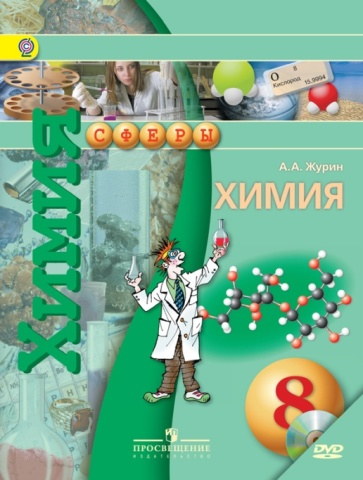 О 8
Кислород
15,9994
СФЕРЫ
ХИМИЯ
А.А. Журин
ХИМИЯ
8
DVD
ПРОСВЕЩЕНИЕ
ИЗДАТЕЛЬСТВО